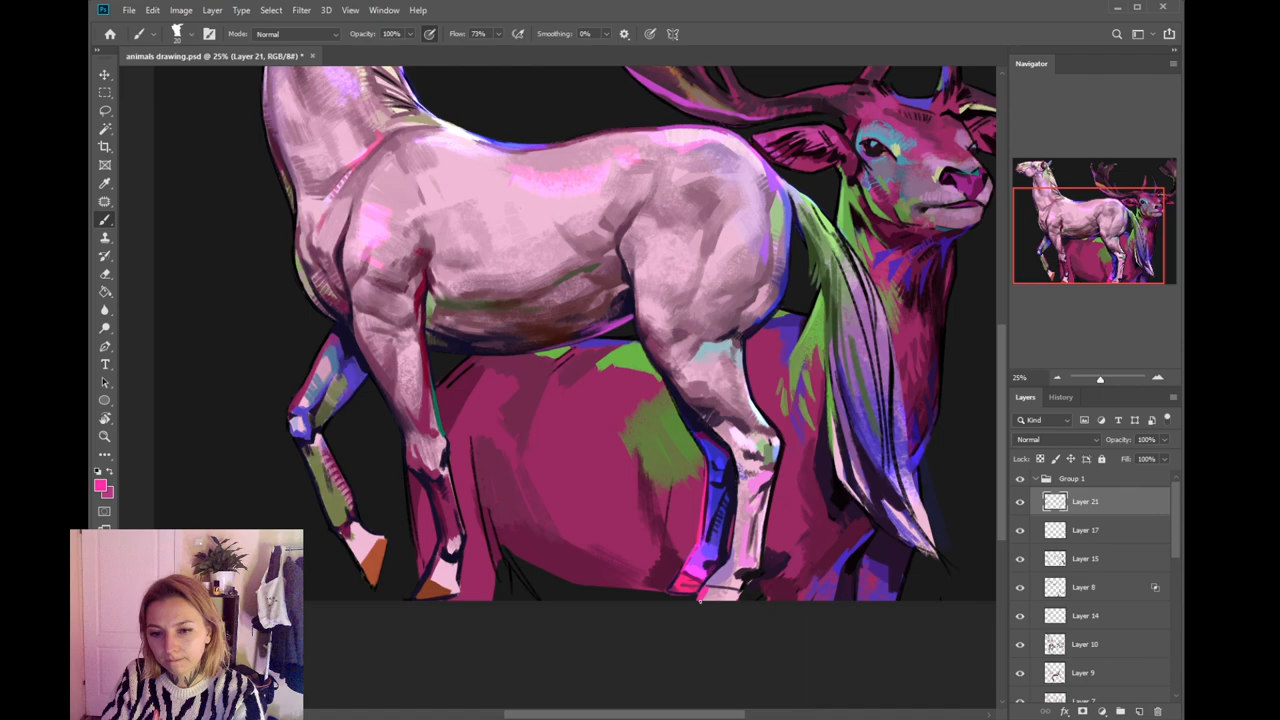 Ps File Edit Image Layer Type Select Filter 3D View Window Help
20 Mode: Normal Opacity: 100% Flow: 73% Smoothing: 0%
animals drawing.psd @ 25% (Layer 21, RGB/8#) *
Navigator
25%
Layers History
Kind
Normal Opacity: 100%
Lock: Fill: 100%
Group 1
Layer 21
Layer 17
Layer 15
Layer 8
Layer 14
Layer 10
Layer 9